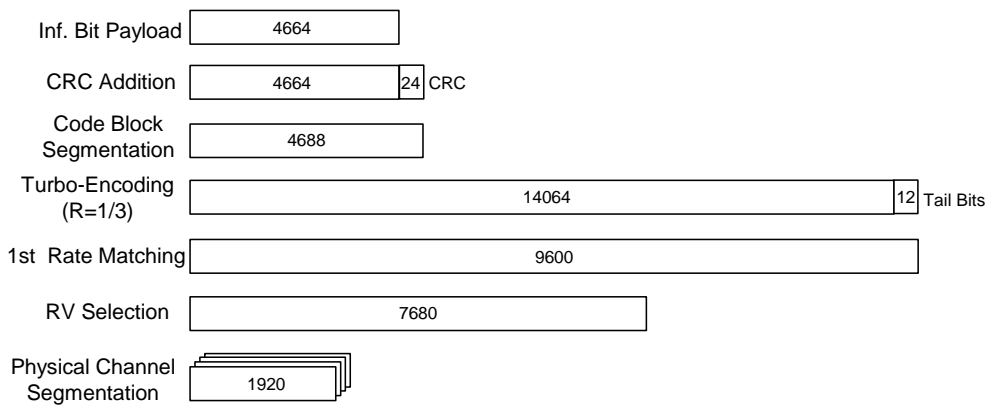 Inf. Bit Payload 4664
CRC Addition 4664 24 CRC
Code Block
Segmentation 4688
Turbo-Encoding
(R=1/3) 14064 12 Tail Bits
1st Rate Matching 9600
RV Selection 7680
Physical Channel
Segmentation 1920